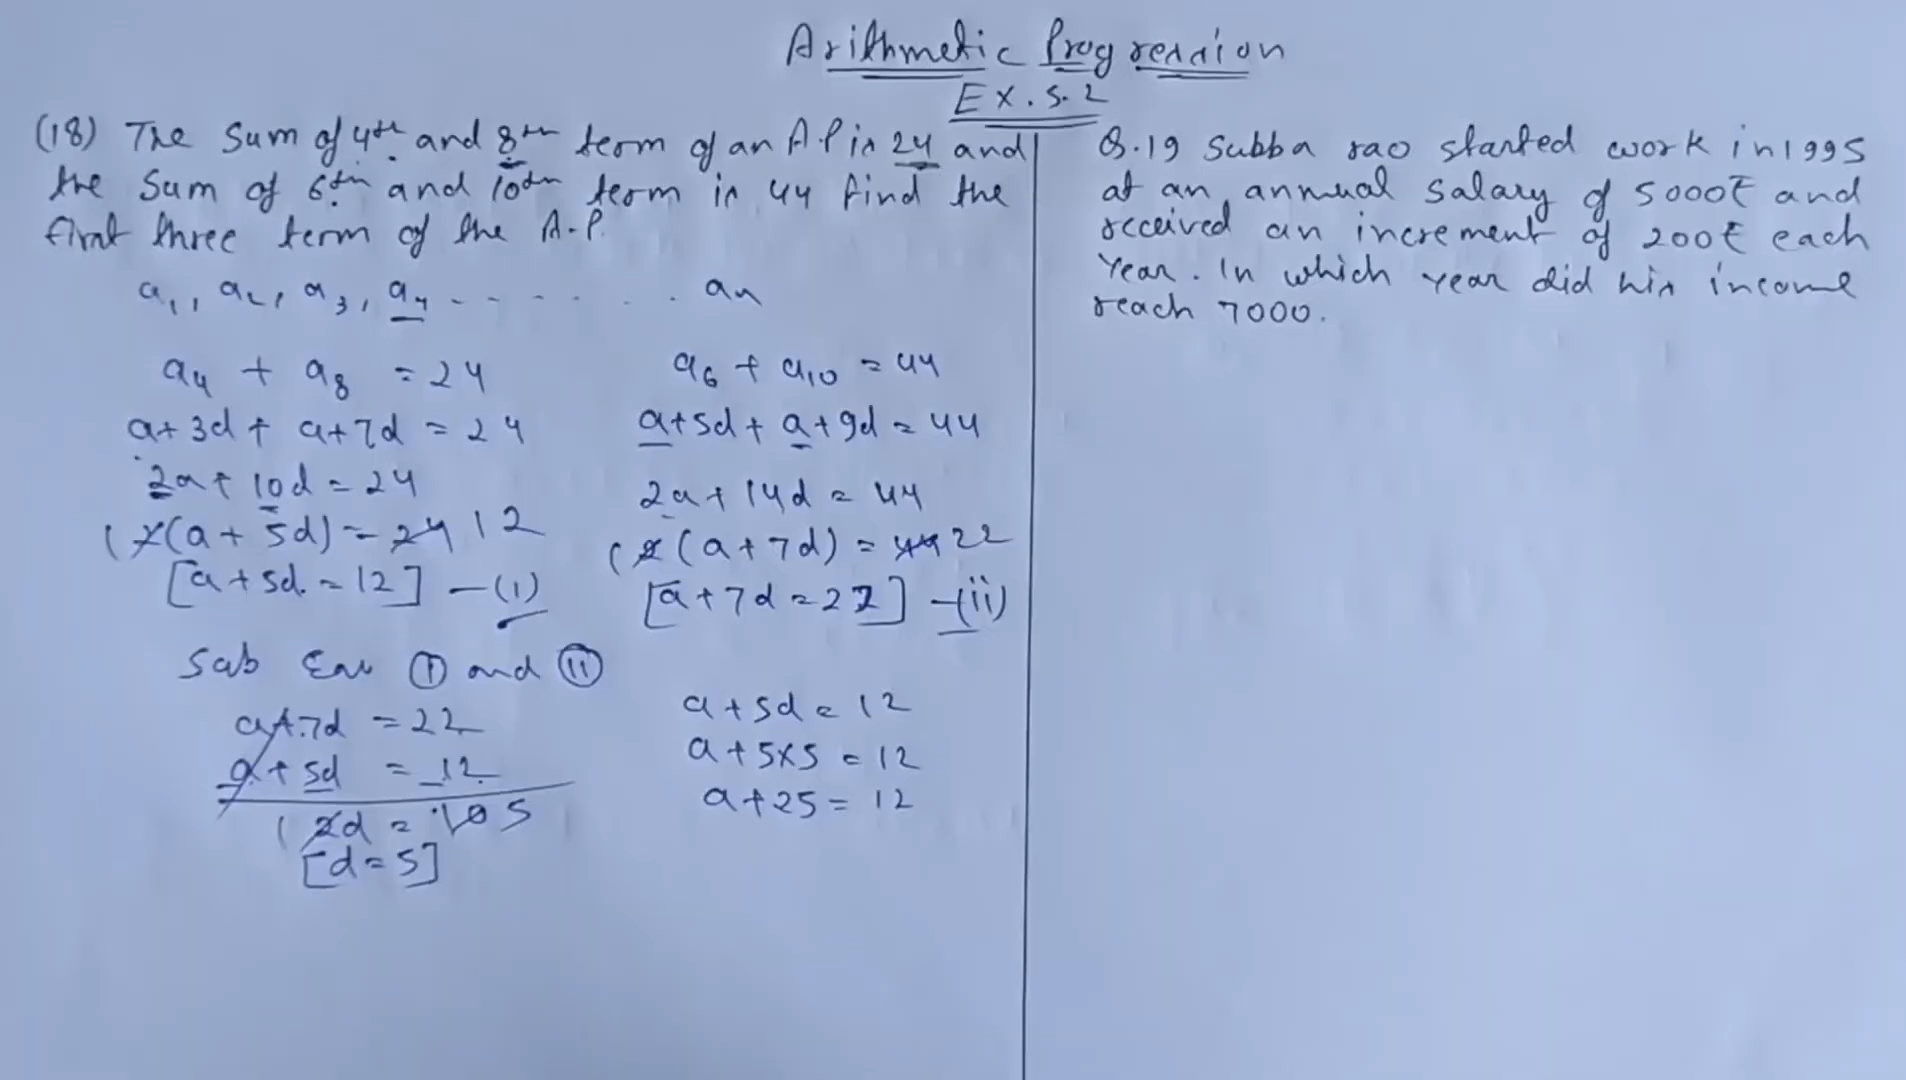 Arithmetic Progression
Ex. 5.2
(18) The Sum of 4th and 8th term of an A.P is 24 and
the Sum of 6th and 10th term is 44 find the
first three term of the A.P.
a1, a2, a3, a4 - - - - . . . . an
a4 + a8 = 24
a+3d + a+7d = 24
2a + 10d = 24
2(a + 5d) = 24 12
[a + 5d = 12] — (i)
Sub Eqn (I) and (II)
a+7d = 22
a + 5d = 12
2d = 10 5
[d = 5]
a6 + a10 = 44
a+5d + a+9d = 44
2a + 14d = 44
2(a + 7d) = 44 22
[a + 7d = 22] — (ii)
a + 5d = 12
a + 5x5 = 12
a + 25 = 12
Q.19 Subba rao started work in 1995
at an annual salary of 5000₹ and
received an increment of 200₹ each
Year. In which year did his income
reach 7000.